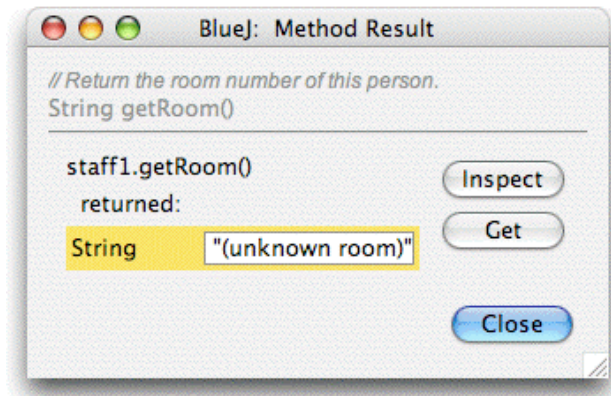 BlueJ: Method Result
// Return the room number of this person.
String getRoom()
staff1.getRoom()
returned:
String "(unknown room)"
Inspect
Get
Close